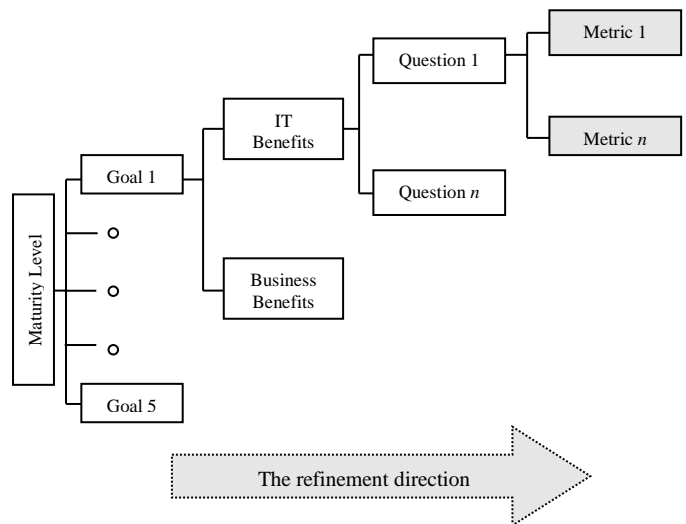 Metric 1
Question 1
IT
Benefits
Metric n
Goal 1
Question n
Maturity Level
Business
Benefits
Goal 5
The refinement direction